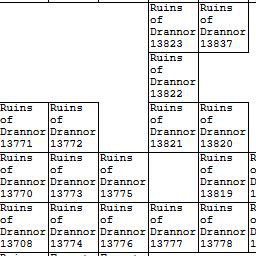 Ruins
of
Drannor
13823
Ruins
of
Drannor
13837
Ruins
of
Drannor
13822
Ruins
of
Drannor
13771
Ruins
of
Drannor
13772
Ruins
of
Drannor
13821
Ruins
of
Drannor
13820
Ruins
of
Drannor
13770
Ruins
of
Drannor
13773
Ruins
of
Drannor
13775
Ruins
of
Drannor
13819
Ruins
of
Drannor
13708
Ruins
of
Drannor
13774
Ruins
of
Drannor
13776
Ruins
of
Drannor
13777
Ruins
of
Drannor
13778